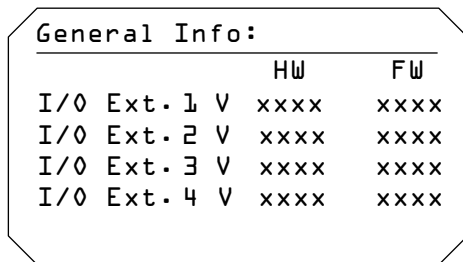 General Info:
HW FW
I/O Ext.1 V xxxx xxxx
I/O Ext.2 V xxxx xxxx
I/O Ext.3 V xxxx xxxx
I/O Ext.4 V xxxx xxxx